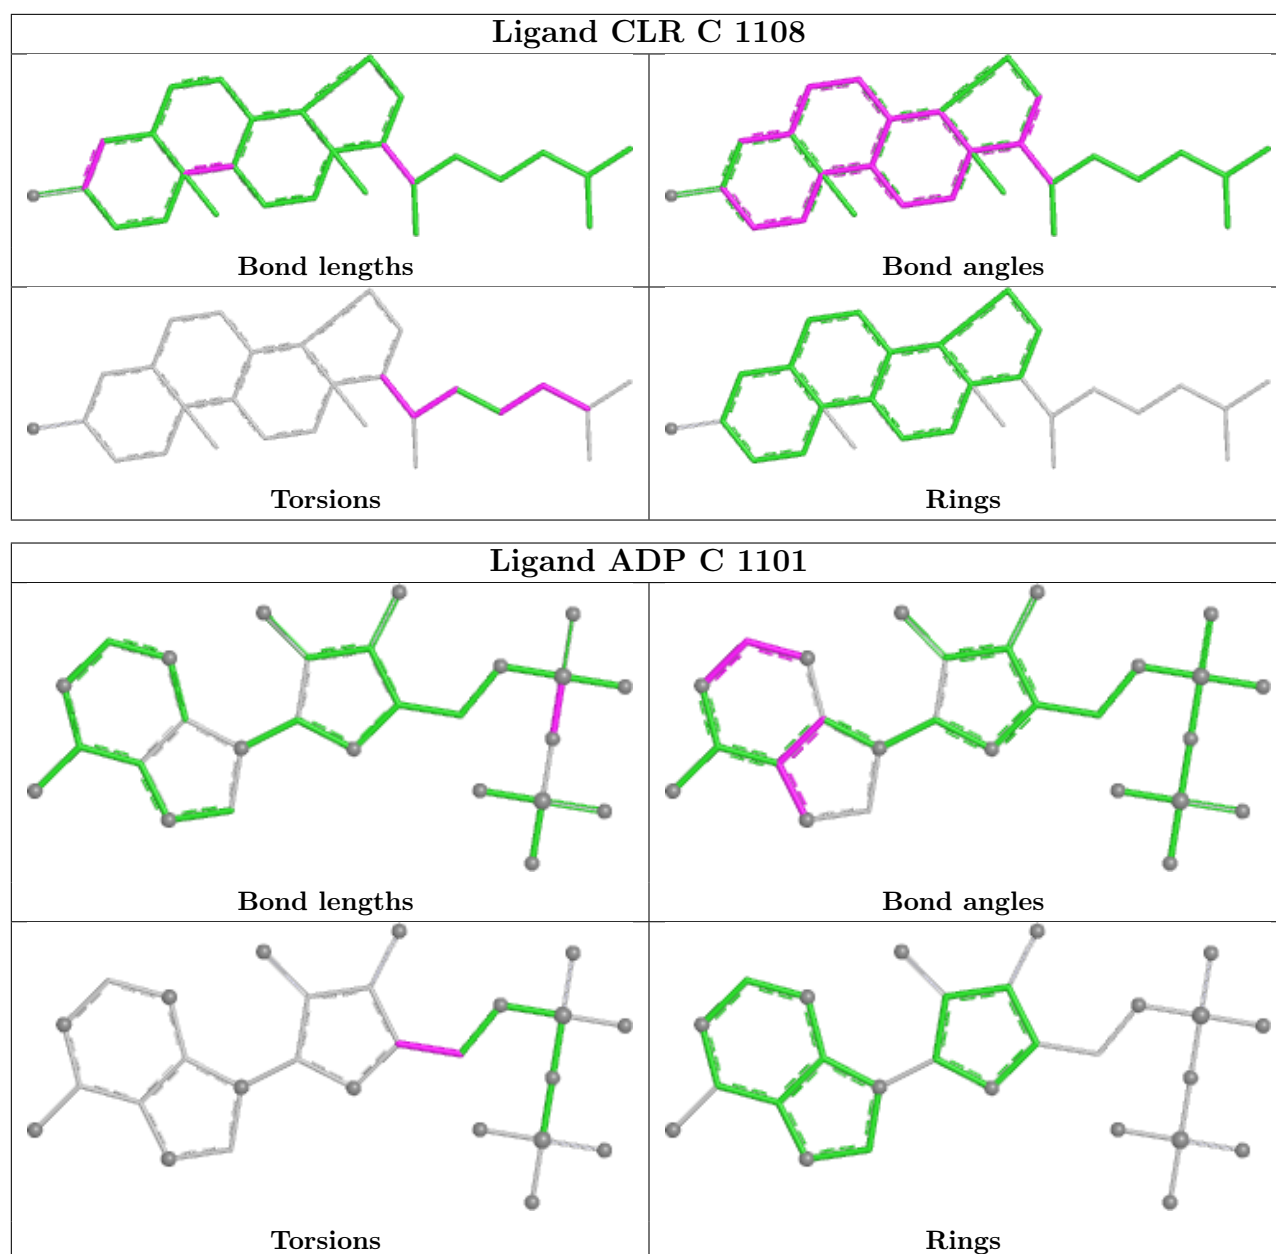 Ligand CLR C 1108
Bond lengths
Bond angles
Torsions
Rings
Ligand ADP C 1101
Bond lengths
Bond angles
Torsions
Rings